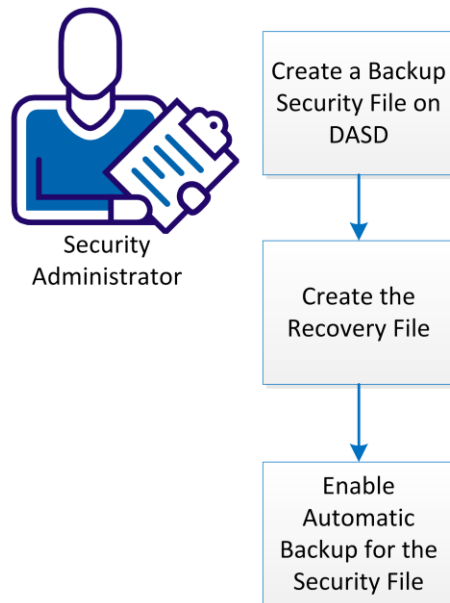 Security
Administrator
Create a Backup
Security File on
DASD
Create the
Recovery File
Enable
Automatic
Backup for the
Security File